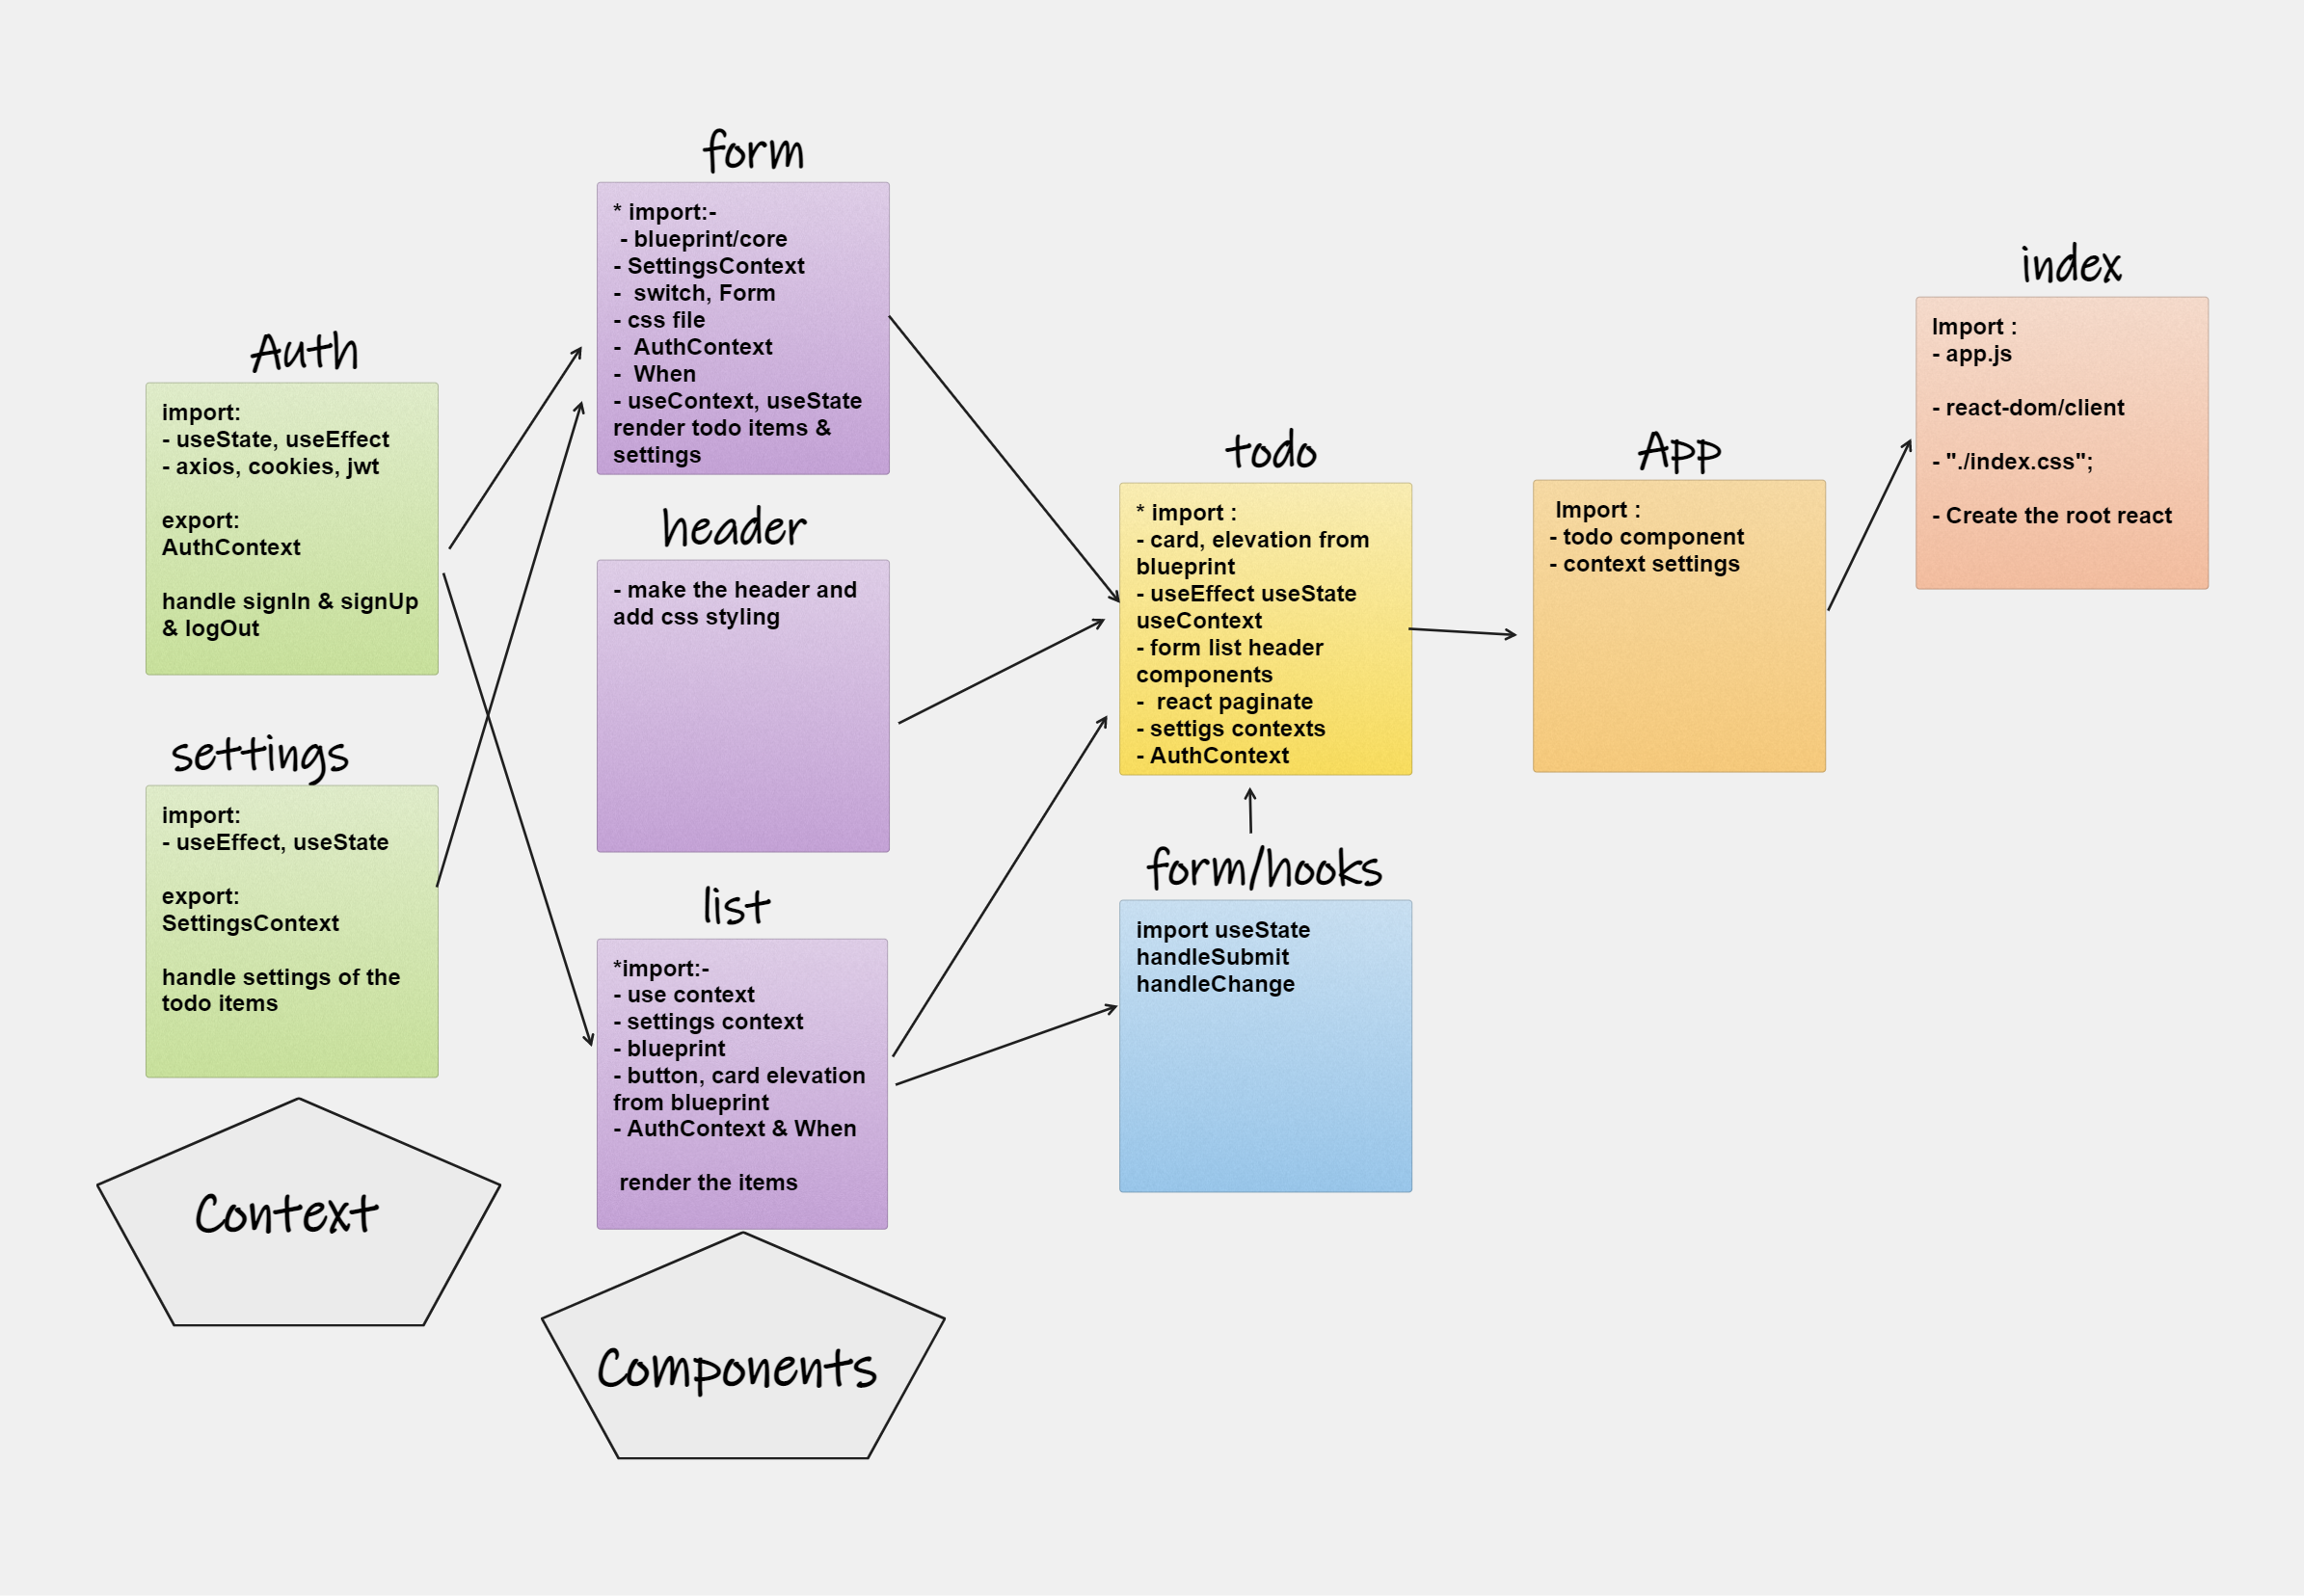 form
* import:-
- blueprint/core
- SettingsContext
-  switch, Form
- css file
-  AuthContext
-  When
- useContext, useState
render todo items &
settings
Auth
import:
- useState, useEffect
- axios, cookies, jwt
export:
AuthContext
handle signIn & signUp
& logOut
settings
import:
- useEffect, useState
export:
SettingsContext
handle settings of the
todo items
Context
header
- make the header and
add css styling
list
*import:-
- use context
- settings context
- blueprint
- button, card elevation
from blueprint
- AuthContext & When
render the items
Components
todo
* import :
- card, elevation from
blueprint
- useEffect useState
useContext
- form list header
components
-  react paginate
- settigs contexts
- AuthContext
form/hooks
import useState
handleSubmit
handleChange
App
Import :
- todo component
- context settings
index
Import :
- app.js
- react-dom/client
- "./index.css";
- Create the root react